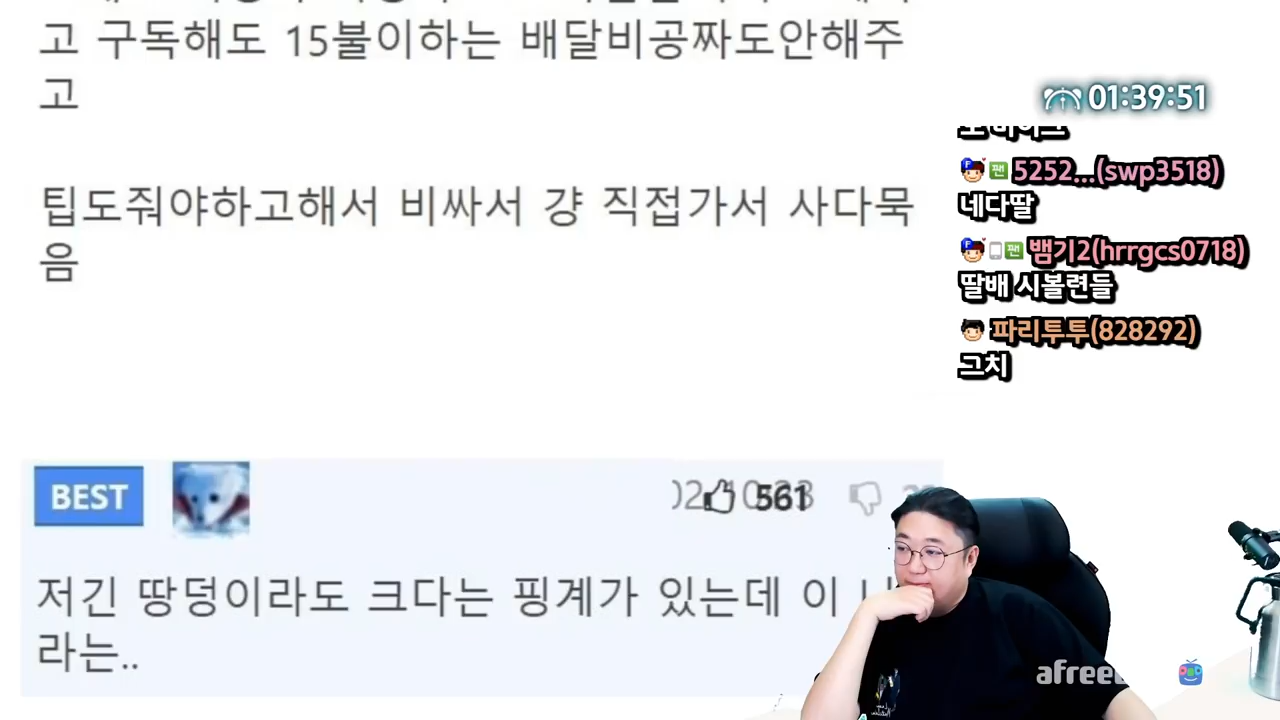 고 구독해도 15불이하는 배달비공짜도안해주
고
팁도줘야하고해서 비싸서 걍 직접가서 사다묵
음
BEST
561
저긴 땅덩이라도 크다는 핑계가 있는데 이
라는..
01:39:51
5252...(swp3518)
네다딸
뱀기2(hrrgcs0718)
딸배 시볼련들
파리투투(828292)
그치